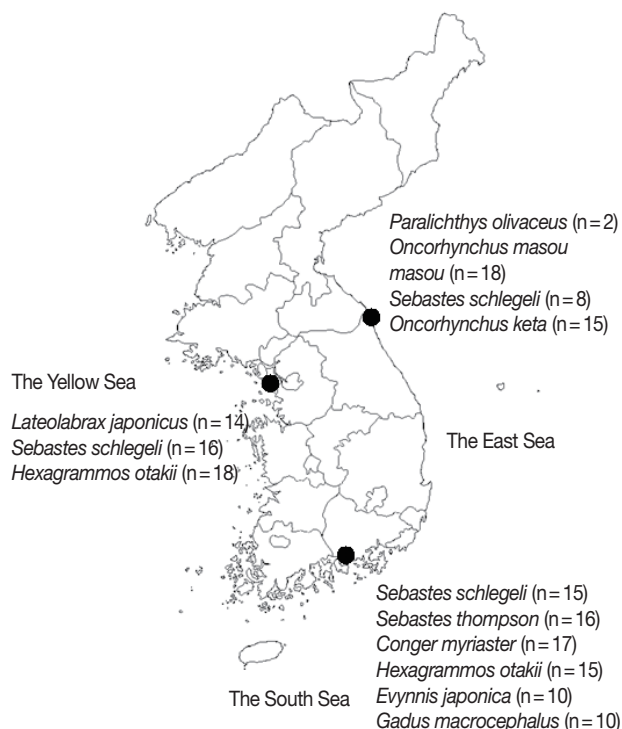 Paralichthys olivaceus (n=2)
Oncorhynchus masou
masou (n=18)
Sebastes schlegeli (n=8)
Oncorhynchus keta (n=15)
The Yellow Sea
Lateolabrax japonicus (n=14)
Sebastes schlegeli (n=16)
Hexagrammos otakii (n=18)
The East Sea
Sebastes schlegeli (n=15)
Sebastes thompson (n=16)
Conger myriaster (n=17)
Hexagrammos otakii (n=15)
Evynnis japonica (n=10)
Gadus macrocephalus (n=10)
The South Sea